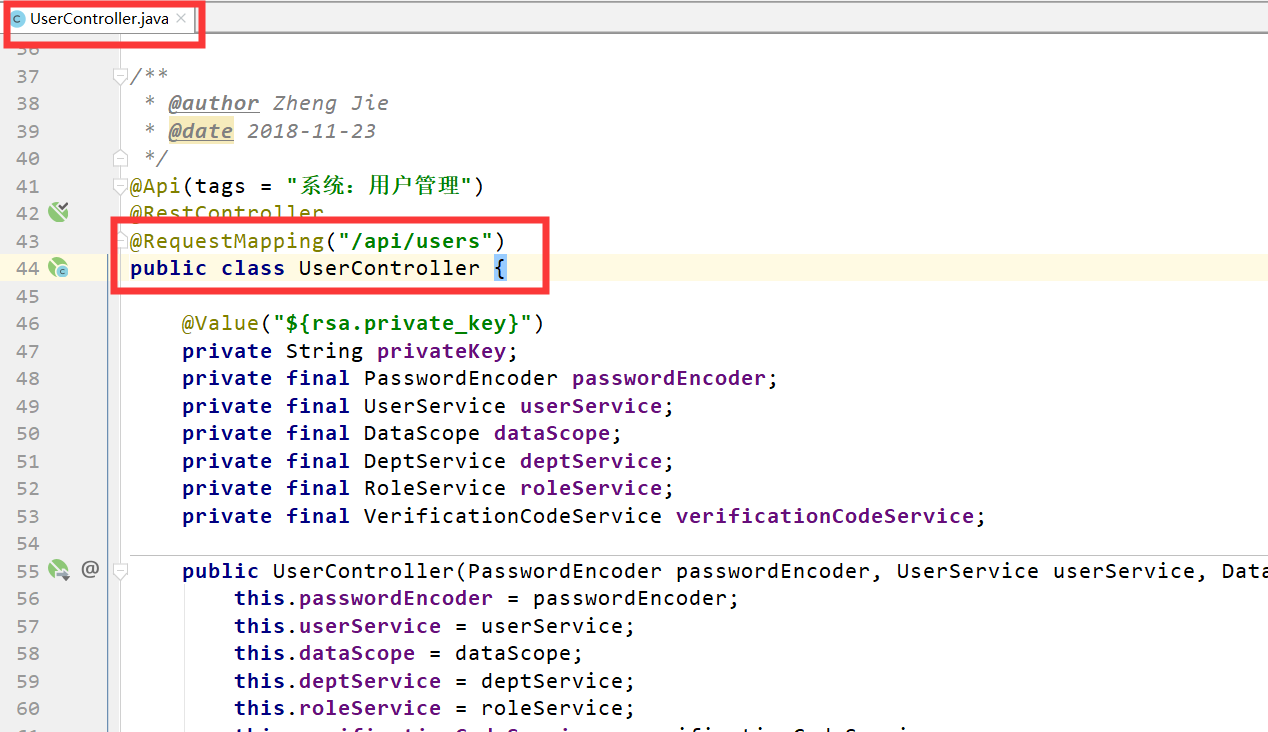 UserController.java
36
37 /**
38 * @author Zheng Jie
39 * @date 2018-11-23
40 */
41 @Api(tags = "系统：用户管理")
42 @RestController
43 @RequestMapping("/api/users")
44 public class UserController {
45
46 @Value("${rsa.private_key}")
47 private String privateKey;
48 private final PasswordEncoder passwordEncoder;
49 private final UserService userService;
50 private final DataScope dataScope;
51 private final DeptService deptService;
52 private final RoleService roleService;
53 private final VerificationCodeService verificationCodeService;
54
55 @ public UserController(PasswordEncoder passwordEncoder, UserService userService, Data
56 this.passwordEncoder = passwordEncoder;
57 this.userService = userService;
58 this.dataScope = dataScope;
59 this.deptService = deptService;
60 this.roleService = roleService;